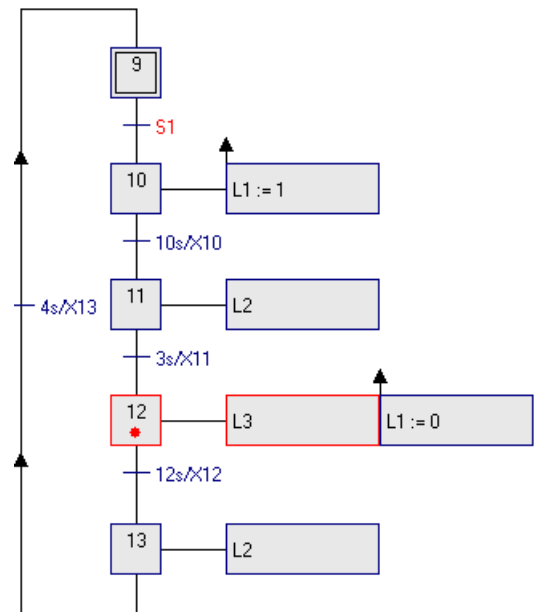 9
S1
10
L1 := 1
10s/X10
4s/X13
11
L2
3s/X11
12
L3
L1 := 0
12s/X12
13
L2